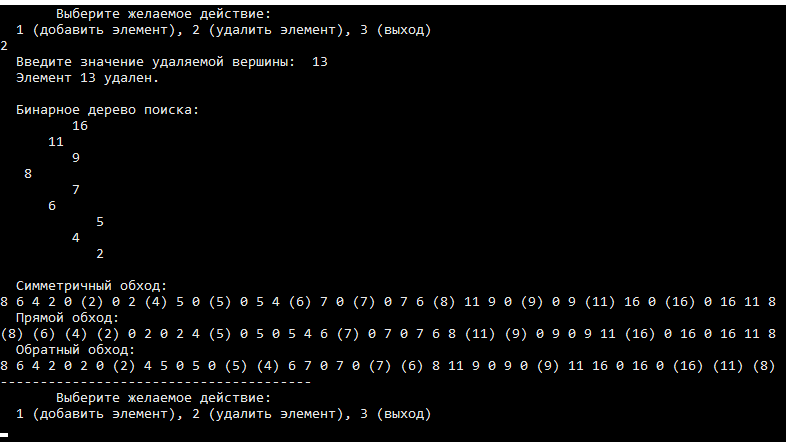 Выберите желаемое действие:
1 (добавить элемент), 2 (удалить элемент), 3 (выход)
2
Введите значение удаляемой вершины:  13
Элемент 13 удален.
Бинарное дерево поиска:
16
11
9
8
7
6
5
4
2
Симметричный обход:
8 6 4 2 0 (2) 0 2 (4) 5 0 (5) 0 5 4 (6) 7 0 (7) 0 7 6 (8) 11 9 0 (9) 0 9 (11) 16 0 (16) 0 16 11 8
Прямой обход:
(8) (6) (4) (2) 0 2 0 2 4 (5) 0 5 0 5 4 6 (7) 0 7 0 7 6 8 (11) (9) 0 9 0 9 11 (16) 0 16 0 16 11 8
Обратный обход:
8 6 4 2 0 2 0 (2) 4 5 0 5 0 (5) (4) 6 7 0 7 0 (7) (6) 8 11 9 0 9 0 (9) 11 16 0 16 0 (16) (11) (8)
---------------------------------------
Выберите желаемое действие:
1 (добавить элемент), 2 (удалить элемент), 3 (выход)